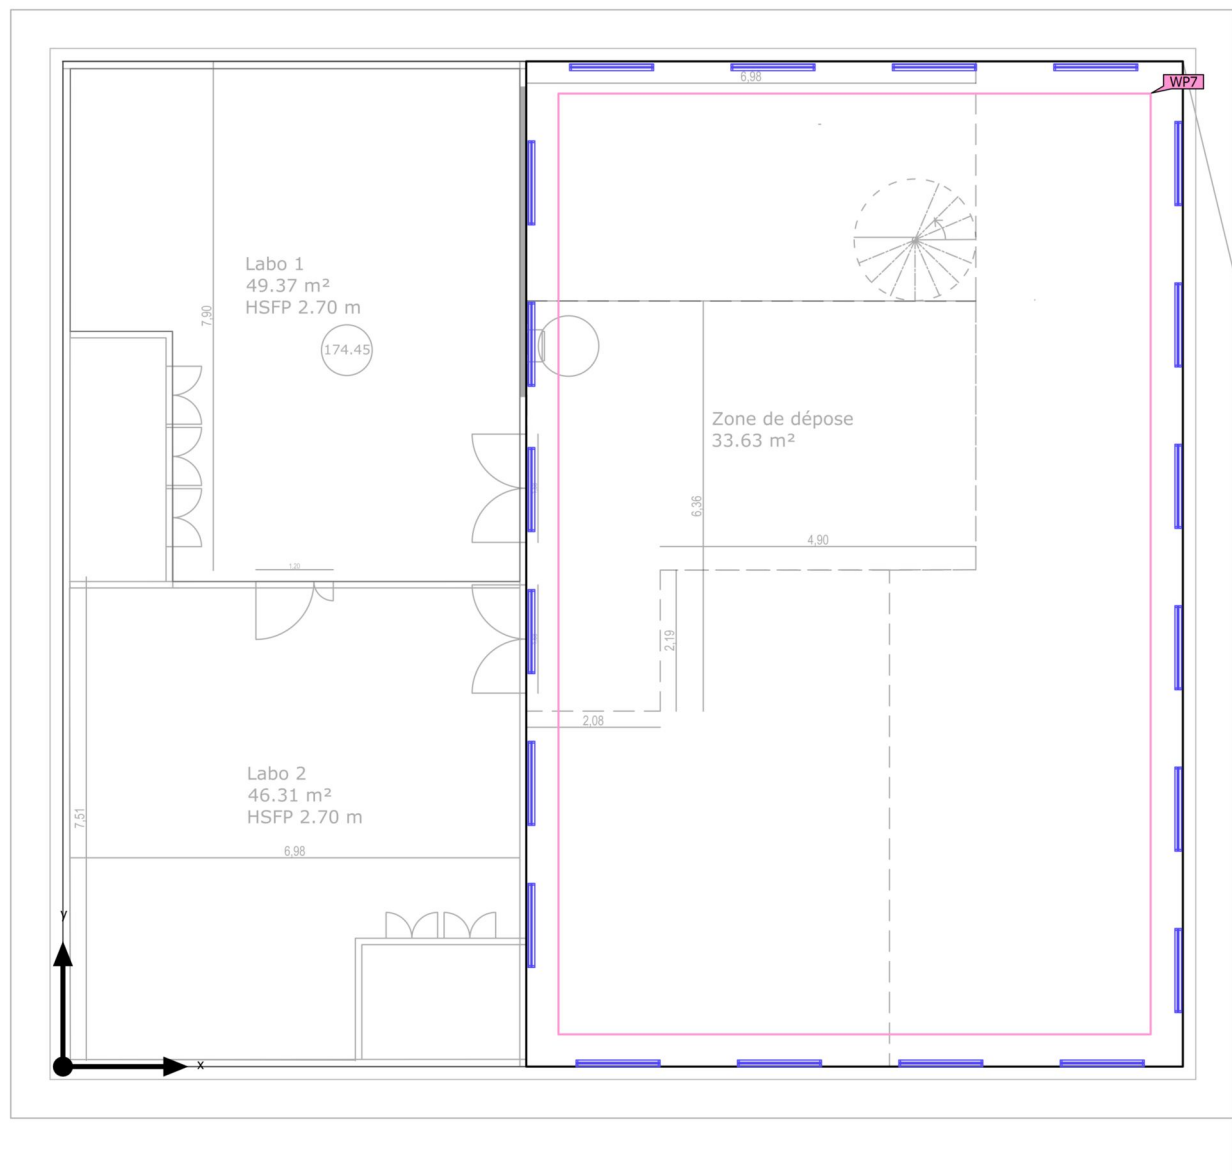 6,98
WP7
Labo 1
49.37 m²
HSFP 2.70 m
7,90
174.45
Zone de dépose
33.63 m²
6,36
4,90
1,20
2,19
2,08
Labo 2
46.31 m²
HSFP 2.70 m
7,51
6,98
y
x